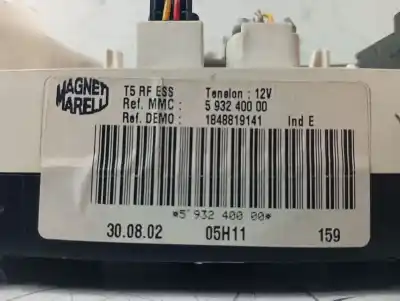 MAGNETI MARELLI
T5 RF ESS Tension : 12V
Ref. MMC : 5 932 400 00
Ref. DEMO : 1848819141 Ind E
*5 932 400 00*
30.08.02 05H11 159